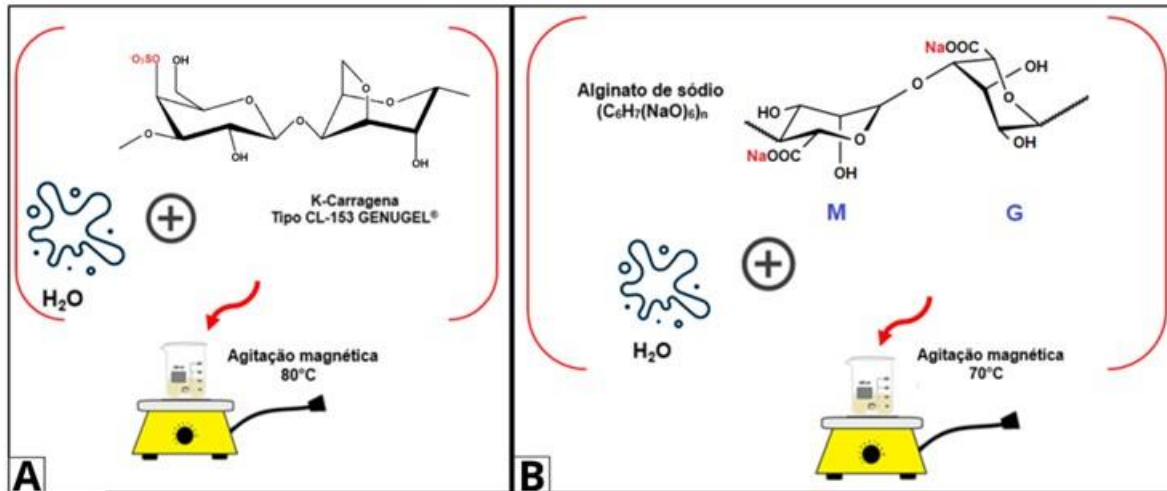 ⁻O₃SO
OH
O
O
O
O
O
OH
OH
K-Carragena
Tipo CL-153 GENUGEL®
H₂O
Agitação magnética
80°C
A
Alginato de sódio
(C₆H₇(NaO)₆)ₙ
NaOOC
O
OH
O
HO
O
OH
NaOOC
OH
M
G
H₂O
Agitação magnética
70°C
B